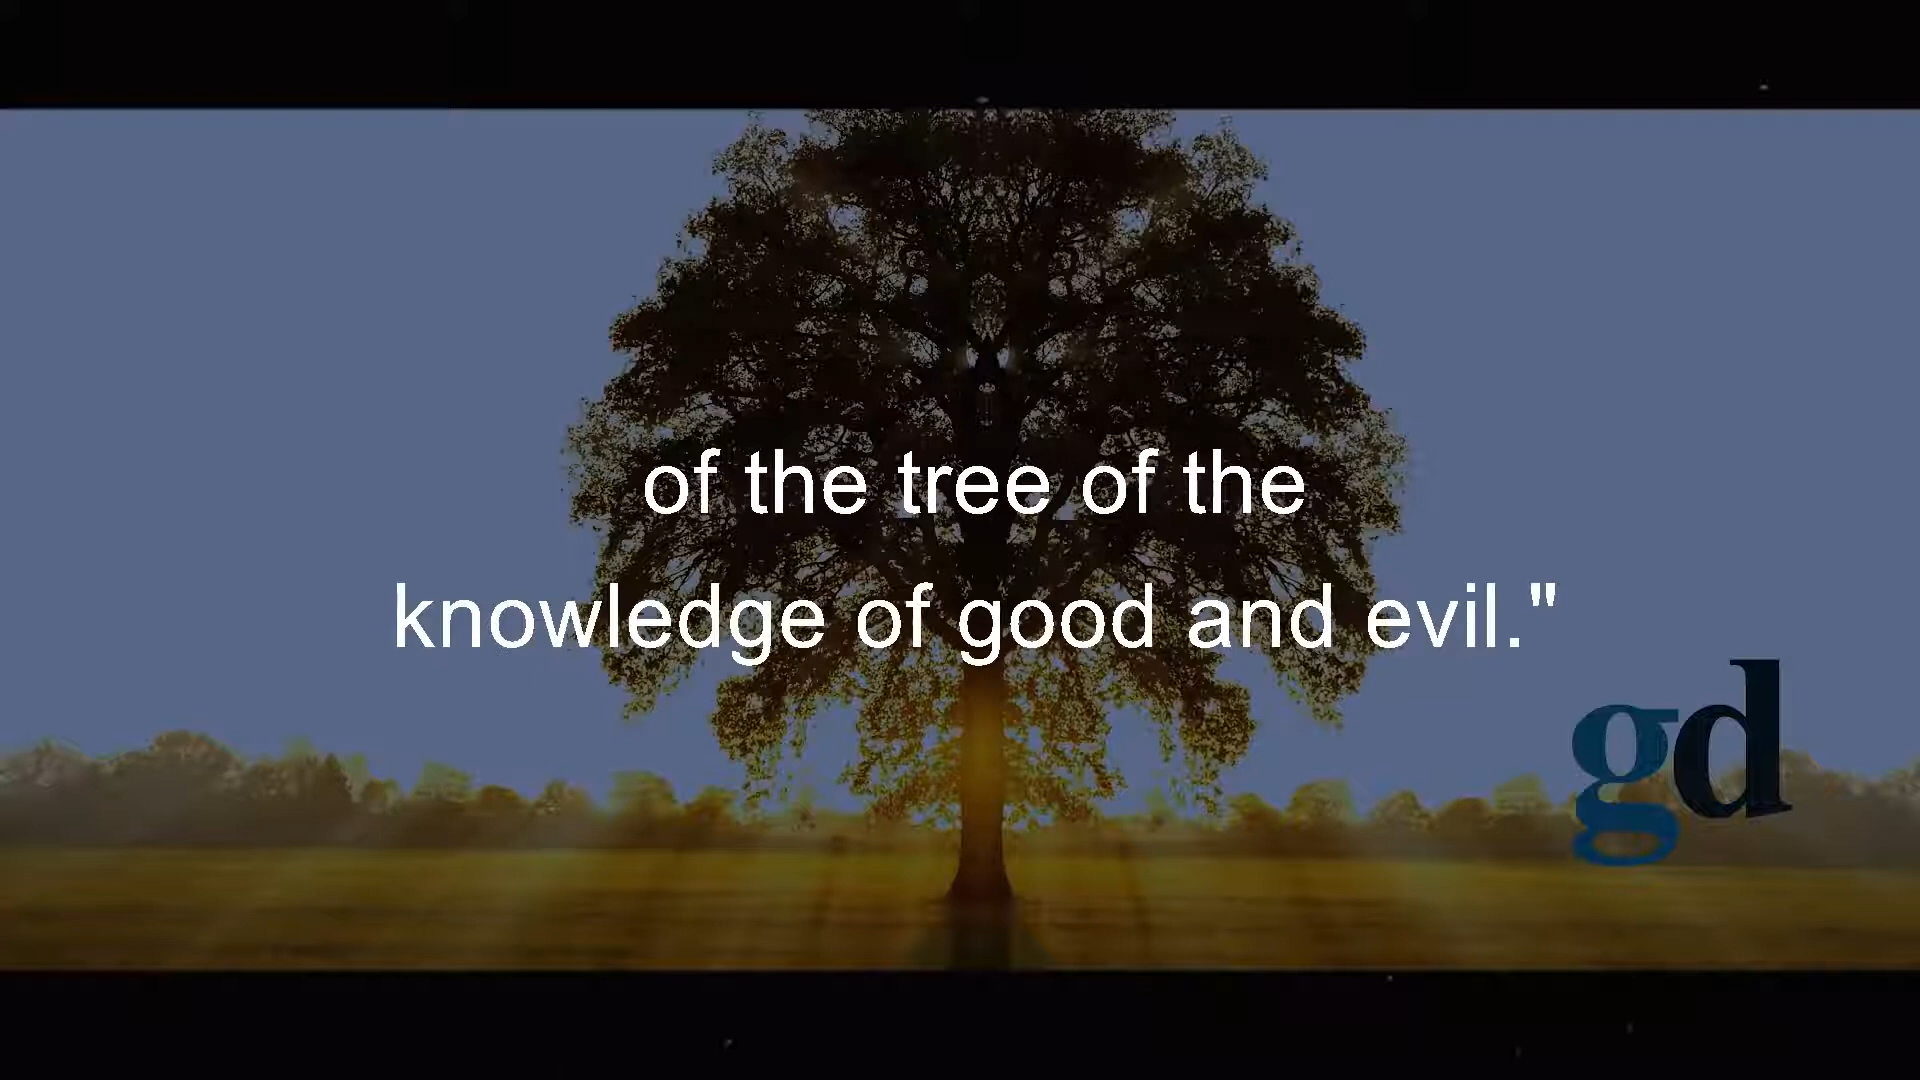 of the tree of the
knowledge of good and evil."
gd